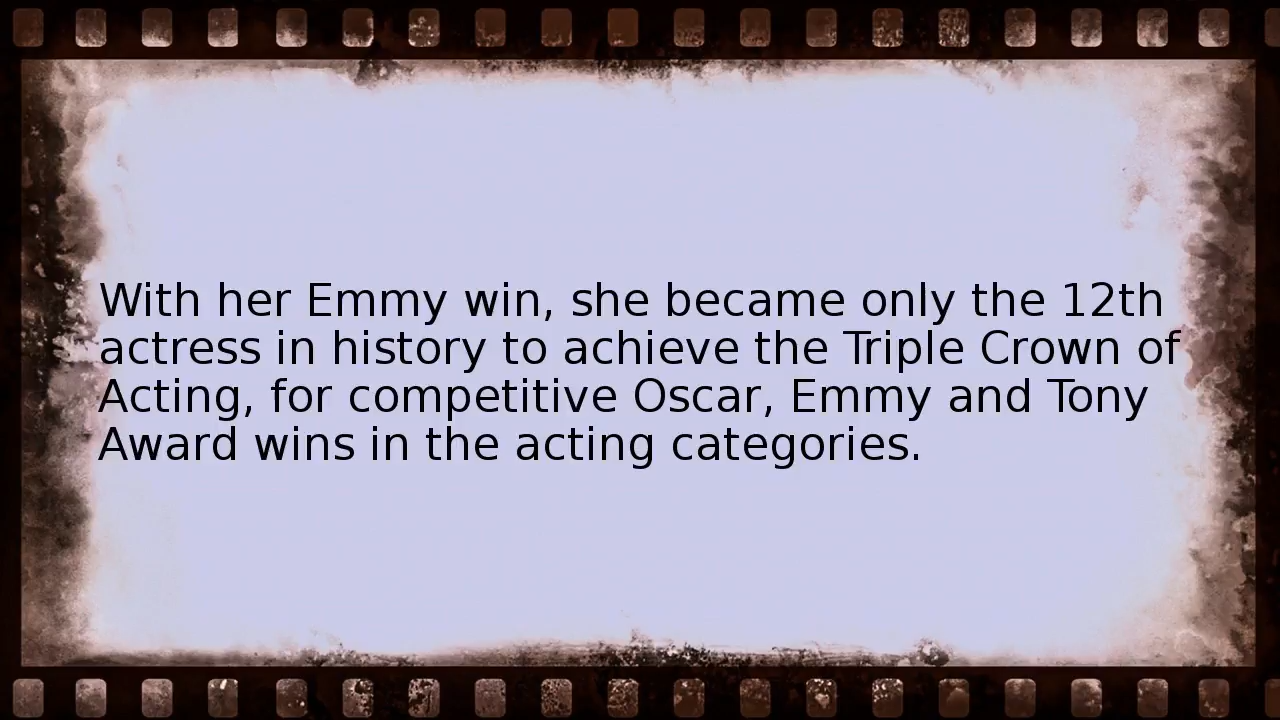 With her Emmy win, she became only the 12th
actress in history to achieve the Triple Crown of
Acting, for competitive Oscar, Emmy and Tony
Award wins in the acting categories.